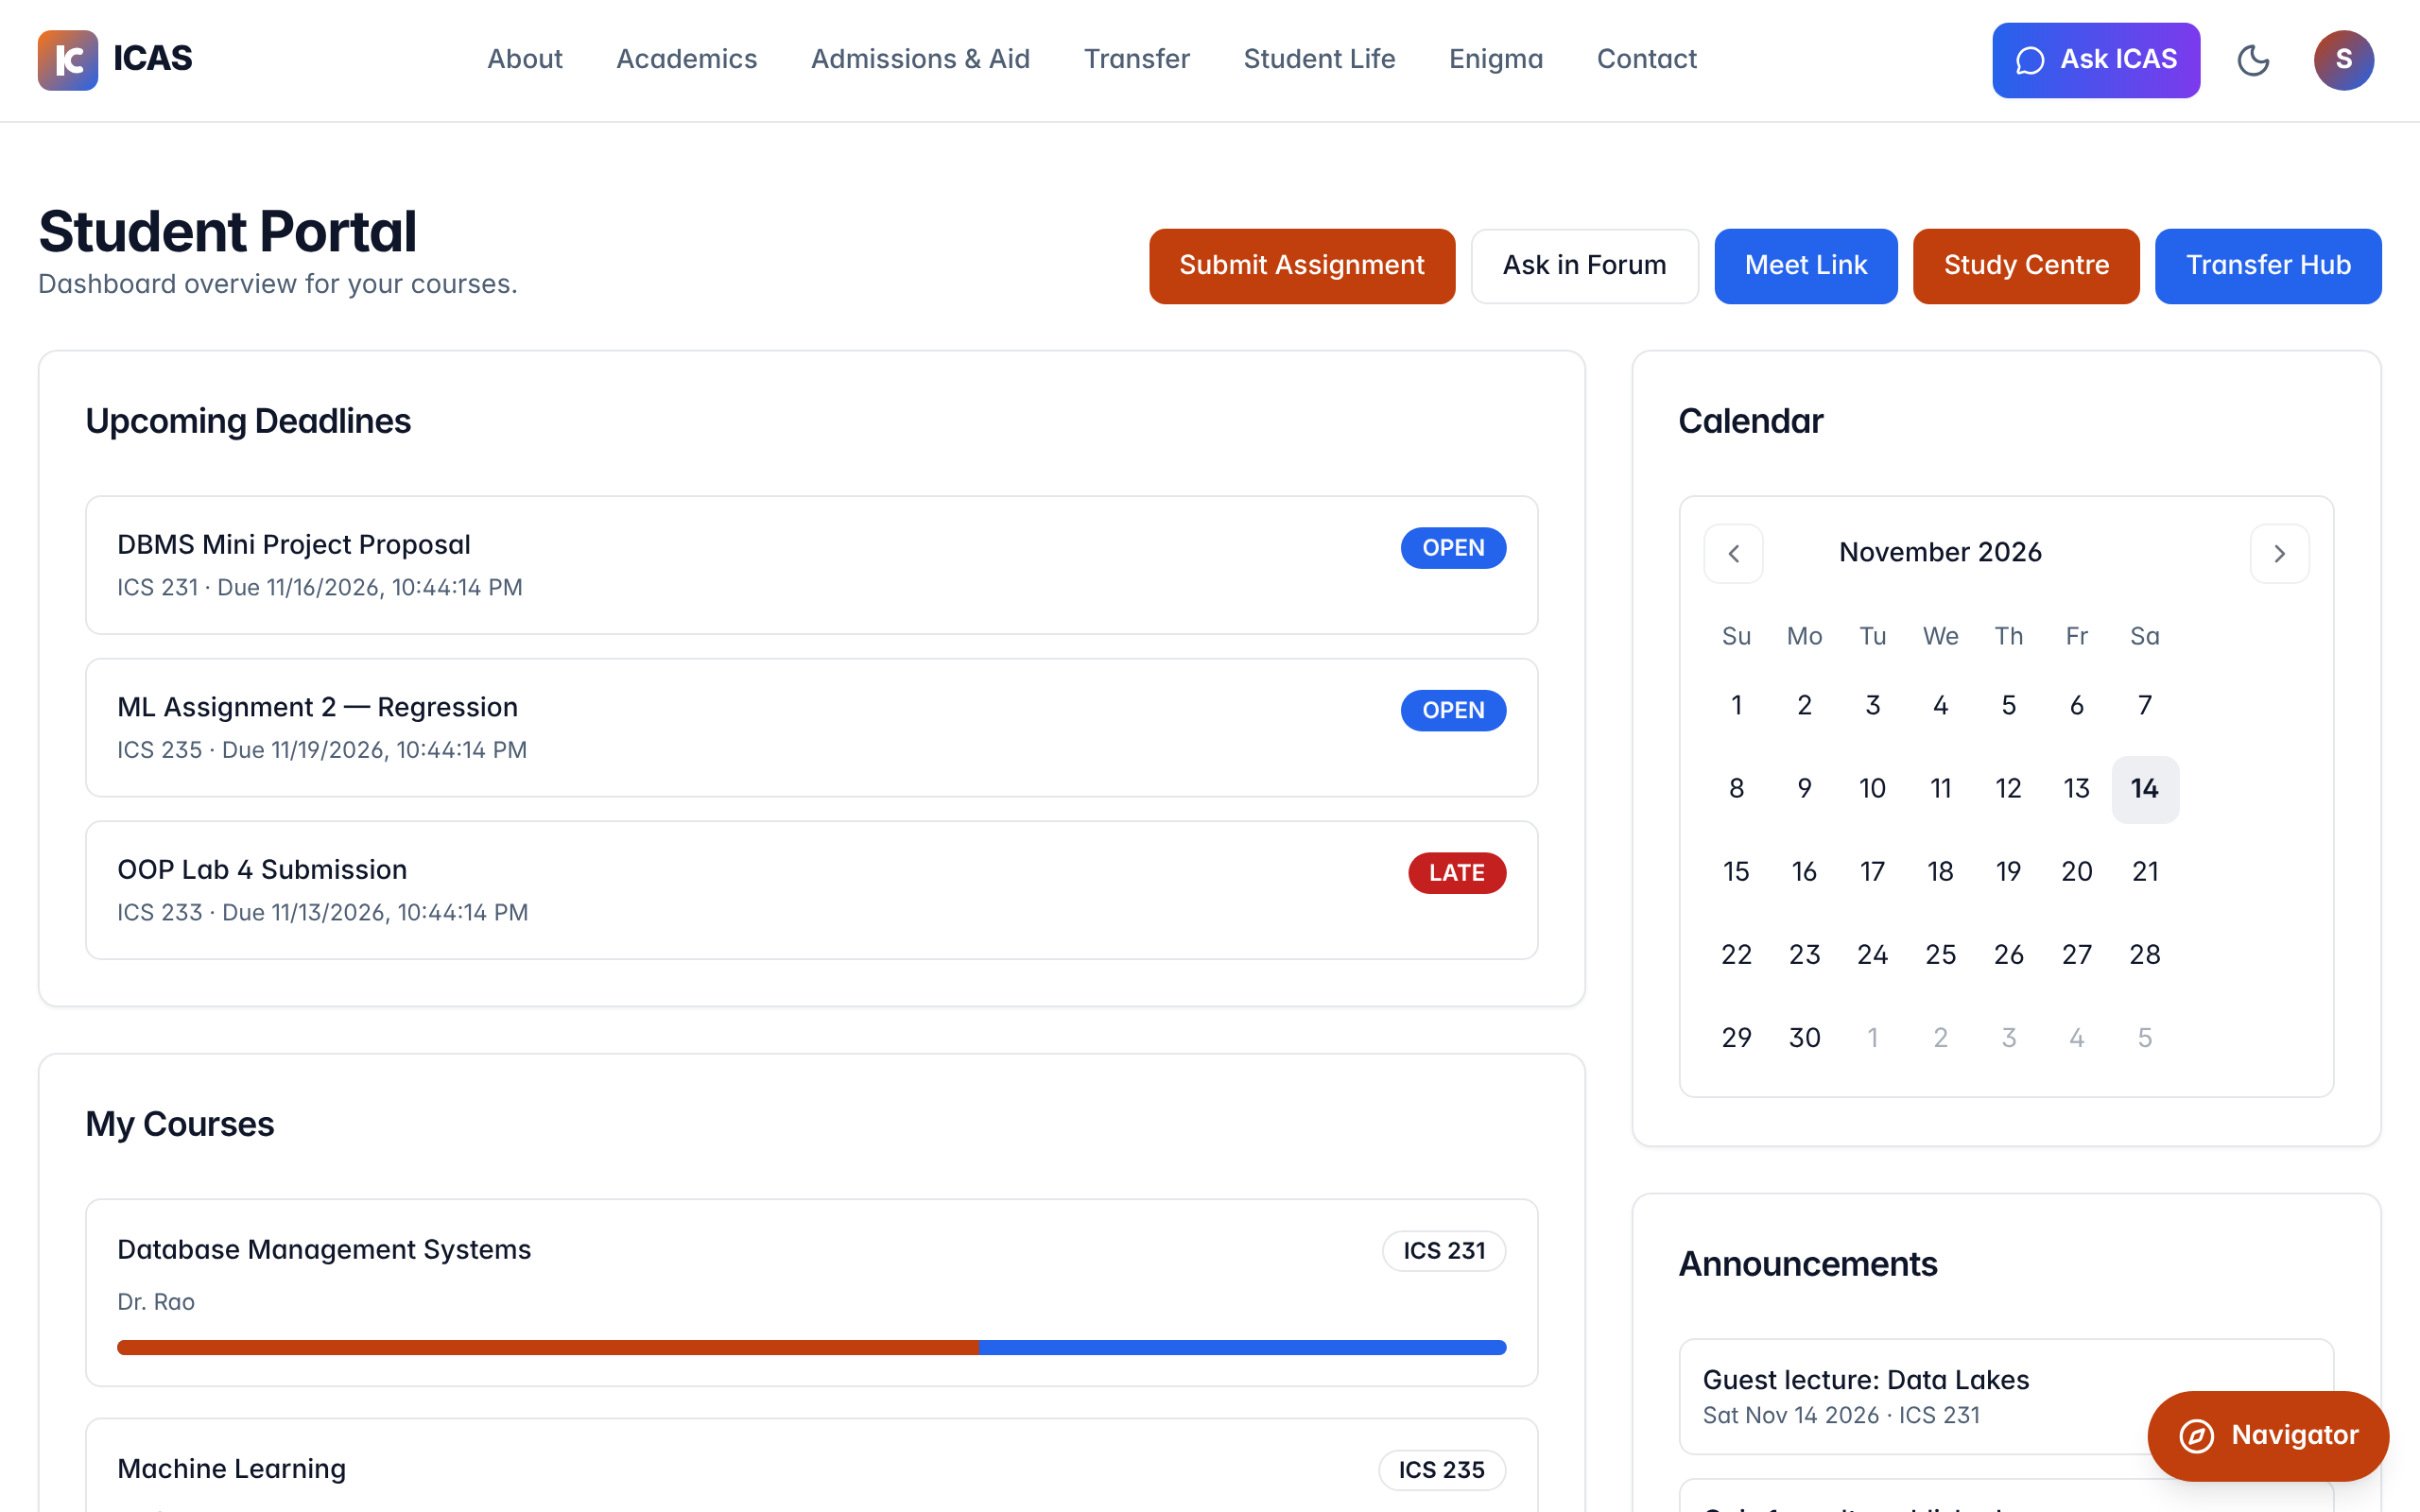 ICAS
About
Academics
Admissions & Aid
Transfer
Student Life
Enigma
Contact
Ask ICAS
S
Student Portal
Dashboard overview for your courses.
Submit Assignment
Ask in Forum
Meet Link
Study Centre
Transfer Hub
Upcoming Deadlines
DBMS Mini Project Proposal
OPEN
ICS 231 · Due 11/16/2026, 10:44:14 PM
ML Assignment 2 — Regression
OPEN
ICS 235 · Due 11/19/2026, 10:44:14 PM
OOP Lab 4 Submission
LATE
ICS 233 · Due 11/13/2026, 10:44:14 PM
My Courses
Database Management Systems
ICS 231
Dr. Rao
Machine Learning
ICS 235
Calendar
November 2026
Su Mo Tu We Th Fr Sa
1 2 3 4 5 6 7
8 9 10 11 12 13 14
15 16 17 18 19 20 21
22 23 24 25 26 27 28
29 30 1 2 3 4 5
Announcements
Guest lecture: Data Lakes
Sat Nov 14 2026 · ICS 231
Navigator